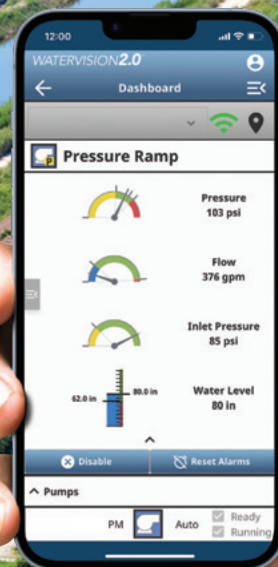 12:00
WATERVISION2.0
Dashboard
P
Pressure Ramp
Pressure
103 psi
Flow
376 gpm
Inlet Pressure
85 psi
62.0 in
80.0 in
Water Level
80 in
Disable
Reset Alarms
Pumps
PM
Auto
Ready
Running